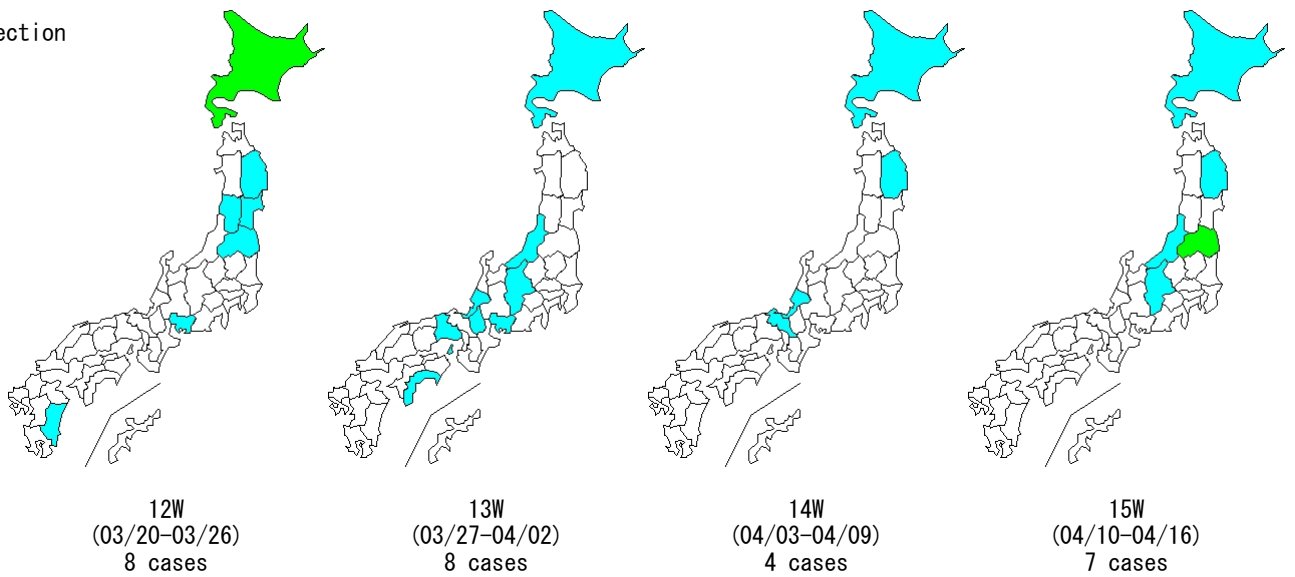 ection
12W
(03/20-03/26)
8 cases
13W
(03/27-04/02)
8 cases
14W
(04/03-04/09)
4 cases
15W
(04/10-04/16)
7 cases